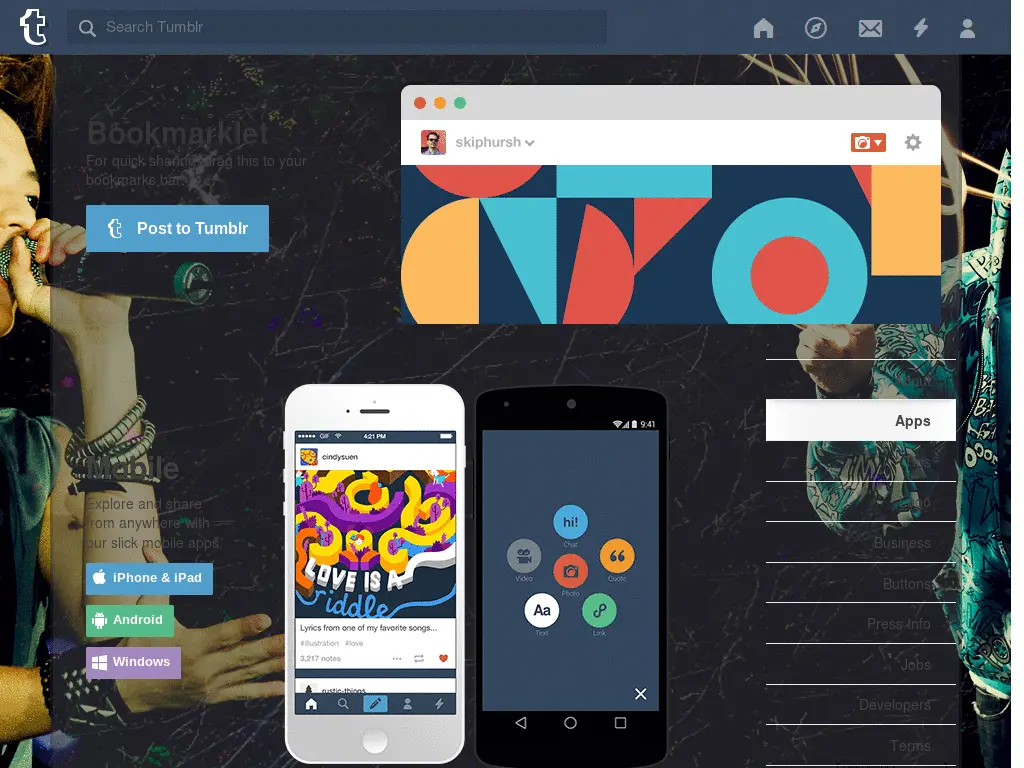 Search Tumblr
Bookmarklet
For quick sharing, drag this to your
bookmarks bar.
Post to Tumblr
skiphursh
Mobile
Explore and share
from anywhere with
our slick mobile apps.
iPhone & iPad
Android
Windows
GIF
4:21 PM
cindysuen
LOVE IS A
riddle
Lyrics from one of my favorite songs...
#illustration #love
3,217 notes
rustic-things
9:41
hi!
Chat
Video
Quote
Photo
Aa
Text
Link
Apps
Business
Buttons
Press Info
Jobs
Developers
Terms